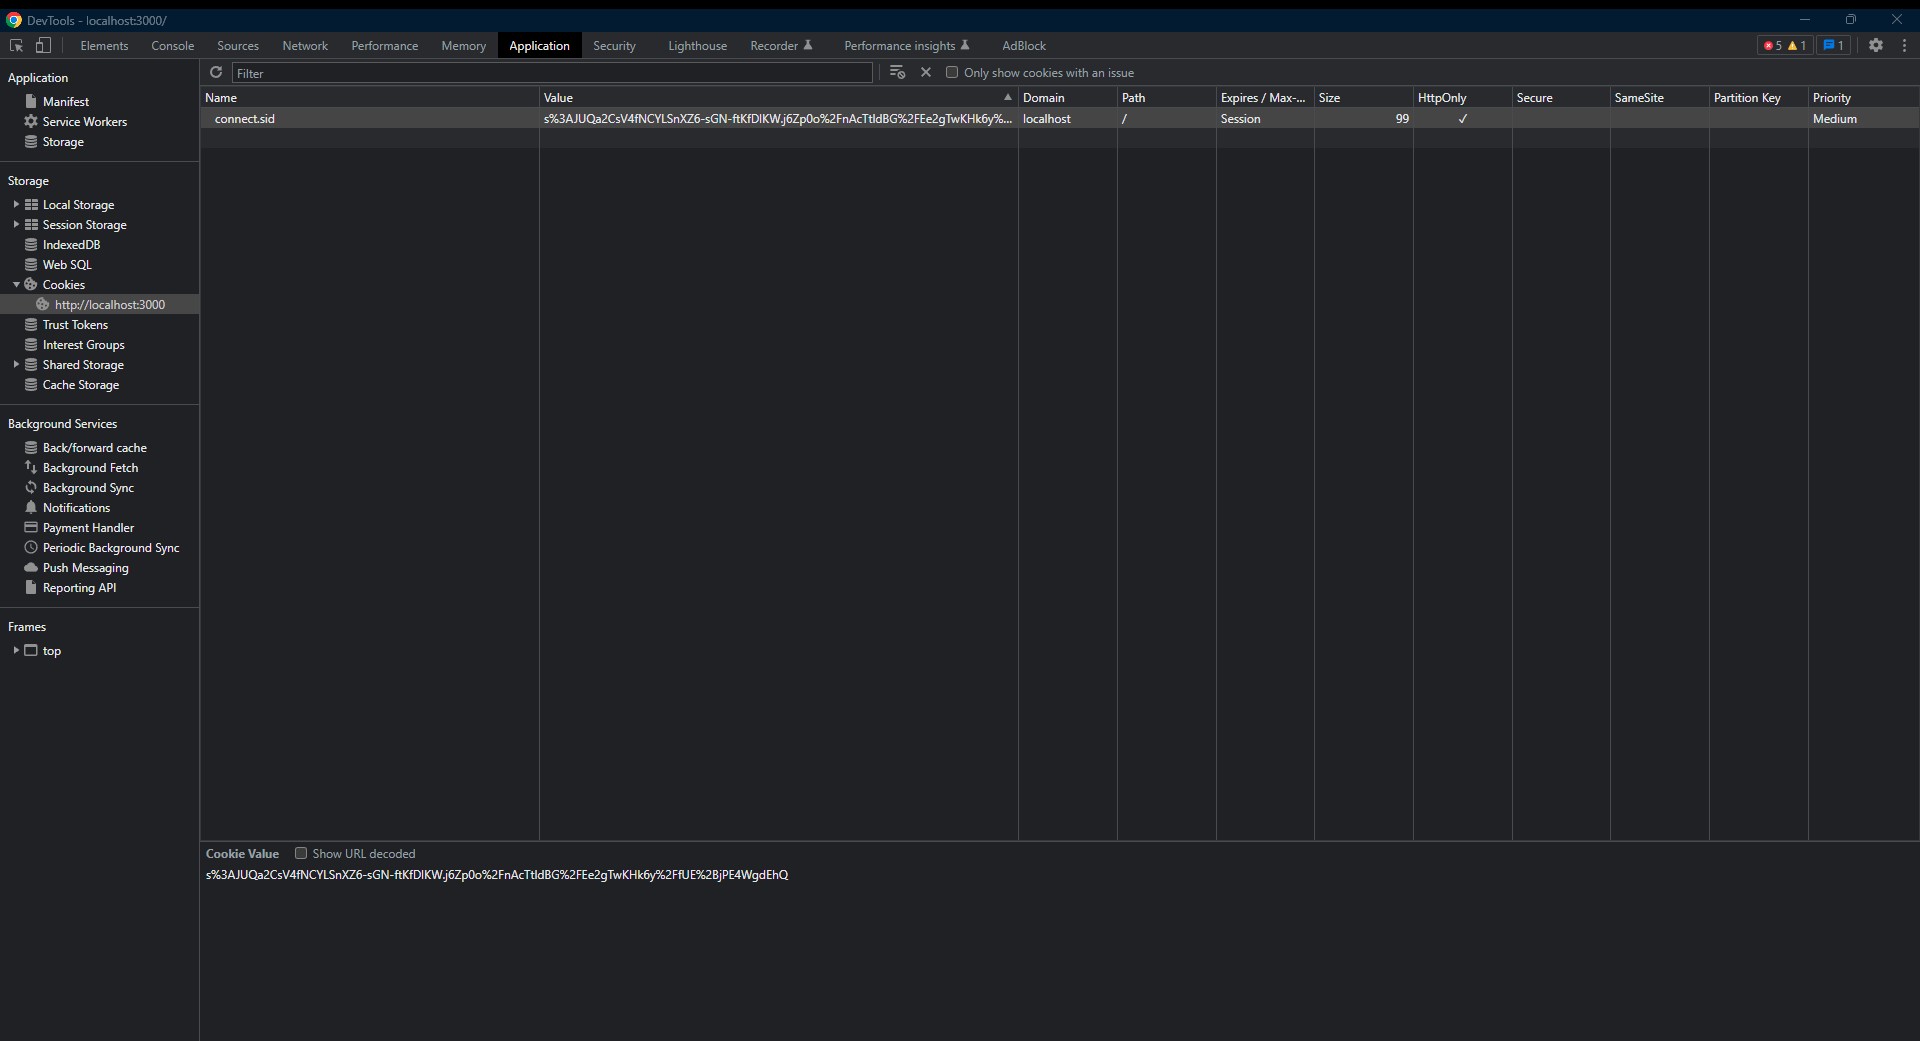 DevTools - localhost:3000/
Elements Console Sources Network Performance Memory Application Security Lighthouse Recorder Performance insights AdBlock 5 1 1
Application
Manifest
Service Workers
Storage
Storage
Local Storage
Session Storage
IndexedDB
Web SQL
Cookies
http://localhost:3000
Trust Tokens
Interest Groups
Shared Storage
Cache Storage
Background Services
Back/forward cache
Background Fetch
Background Sync
Notifications
Payment Handler
Periodic Background Sync
Push Messaging
Reporting API
Frames
top
Filter Only show cookies with an issue
Name Value Domain Path Expires / Max-... Size HttpOnly Secure SameSite Partition Key Priority
connect.sid s%3AJUQa2CsV4fNCYLSnXZ6-sGN-ftKfDIKW.j6Zp0o%2FnAcTtIdBG%2FEe2gTwKHk6y%... localhost / Session 99 ✓ Medium
Cookie Value Show URL decoded
s%3AJUQa2CsV4fNCYLSnXZ6-sGN-ftKfDIKW.j6Zp0o%2FnAcTtIdBG%2FEe2gTwKHk6y%2FfUE%2BjPE4WgdEhQ